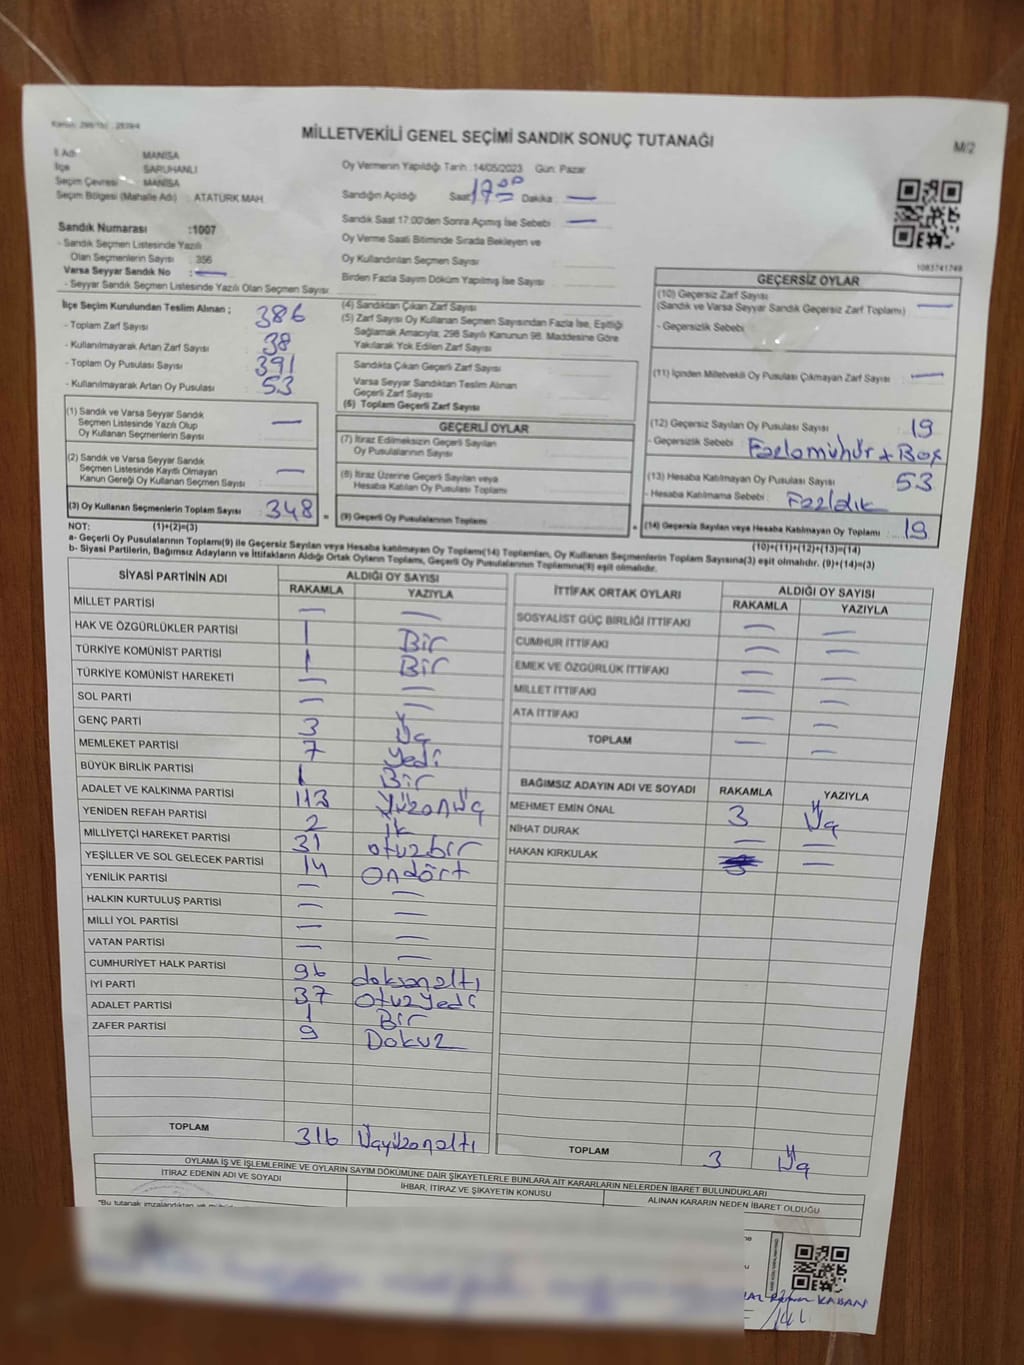 MİLLETVEKİLİ GENEL SEÇİMİ SANDIK SONUÇ TUTANAĞI
M/2
İl Adı MANİSA
İlçe SARUHANLI
Seçim Çevresi MANİSA
Seçim Bölgesi (Mahalle Adı) : ATATÜRK MAH.
Oy Vermenin Yapıldığı Tarih : 14/05/2023 Gün: Pazar
Sandığın Açıldığı Saat 17:00 Dakika : —
Sandık Saat 17:00'den Sonra Açımış İse Sebebi : —
Oy Verme Saati Bitiminde Sırada Bekleyen ve
Oy Kullandırılan Seçmen Sayısı
Birden Fazla Sayım Döküm Yapılmış İse Sayısı
Sandık Numarası :1007
- Sandık Seçmen Listesinde Yazılı
Olan Seçmenlerin Sayısı : 356
Varsa Seyyar Sandık No : —
- Seyyar Sandık Seçmen Listesinde Yazılı Olan Seçmen Sayısı
1083741749
İlçe Seçim Kurulundan Teslim Alınan ;
- Toplam Zarf Sayısı 386
- Kullanılmayarak Artan Zarf Sayısı 38
- Toplam Oy Pusulası Sayısı 391
- Kullanılmayarak Artan Oy Pusulası 53
(1) Sandık ve Varsa Seyyar Sandık
Seçmen Listesinde Yazılı Olup
Oy Kullanan Seçmenlerin Sayısı —
(2) Sandık ve Varsa Seyyar Sandık
Seçmen Listesinde Kayıtlı Olmayan
Kanun Gereği Oy Kullanan Seçmen Sayısı —
(3) Oy Kullanan Seçmenlerin Toplam Sayısı 348 =
(4) Sandıktan Çıkan Zarf Sayısı
(5) Zarf Sayısı Oy Kullanan Seçmen Sayısından Fazla İse, Eşitliği
Sağlamak Amacıyla; 298 Sayılı Kanunun 98. Maddesine Göre
Yakılarak Yok Edilen Zarf Sayısı
Sandıkta Çıkan Geçerli Zarf Sayısı
Varsa Seyyar Sandıktan Teslim Alınan
Geçerli Zarf Sayısı
(6) Toplam Geçerli Zarf Sayısı
GEÇERLİ OYLAR
(7) İtiraz Edilmeksizin Geçerli Sayılan
Oy Pusulalarının Sayısı
(8) İtiraz Üzerine Geçerli Sayılan veya
Hesaba Katılan Oy Pusulası Toplamı
(9) Geçerli Oy Pusulalarının Toplamı +
GEÇERSİZ OYLAR
(10) Geçersiz Zarf Sayısı
(Sandık ve Varsa Seyyar Sandık Geçersiz Zarf Toplamı) —
- Geçersizlik Sebebi
(11) İçinden Milletvekili Oy Pusulası Çıkmayan Zarf Sayısı —
(12) Geçersiz Sayılan Oy Pusulası Sayısı 19
- Geçersizlik Sebebi : Fazlamühür + Boş
(13) Hesaba Katılmayan Oy Pusulası Sayısı 53
- Hesaba Katılmama Sebebi : Fazlalık
(14) Geçersiz Sayılan veya Hesaba Katılmayan Oy Toplamı : 19
NOT: (1)+(2)=(3)
(10)+(11)+(12)+(13)=(14)
a- Geçerli Oy Pusulalarının Toplamı(9) ile Geçersiz Sayılan veya Hesaba katılmayan Oy Toplamı(14) Toplamları, Oy Kullanan Seçmenlerin Toplam Sayısına(3) eşit olmalıdır. (9)+(14)=(3)
b- Siyasi Partilerin, Bağımsız Adayların ve İttifakların Aldığı Ortak Oyların Toplamı, Geçerli Oy Pusulalarının Toplamına(9) eşit olmalıdır.
SİYASİ PARTİNİN ADI ALDIĞI OY SAYISI
RAKAMLA YAZIYLA
MİLLET PARTİSİ — —
HAK VE ÖZGÜRLÜKLER PARTİSİ 1 Bir
TÜRKİYE KOMÜNİST PARTİSİ 1 Bir
TÜRKİYE KOMÜNİST HAREKETİ — —
SOL PARTİ — —
GENÇ PARTİ 3 Üç
MEMLEKET PARTİSİ 7 Yedi
BÜYÜK BİRLİK PARTİSİ 1 Bir
ADALET VE KALKINMA PARTİSİ 113 Yüzonüç
YENİDEN REFAH PARTİSİ 2 İk
MİLLİYETÇİ HAREKET PARTİSİ 31 otuzbir
YEŞİLLER VE SOL GELECEK PARTİSİ 14 Ondört
YENİLİK PARTİSİ — —
HALKIN KURTULUŞ PARTİSİ — —
MİLLİ YOL PARTİSİ — —
VATAN PARTİSİ — —
CUMHURİYET HALK PARTİSİ 96 doksanaltı
İYİ PARTİ 37 Otuzyedi
ADALET PARTİSİ 1 Bir
ZAFER PARTİSİ 9 Dokuz
TOPLAM 316 Üçyüzonaltı
İTTİFAK ORTAK OYLARI ALDIĞI OY SAYISI
RAKAMLA YAZIYLA
SOSYALİST GÜÇ BİRLİĞİ İTTİFAKI — —
CUMHUR İTTİFAKI — —
EMEK VE ÖZGÜRLÜK İTTİFAKI — —
MİLLET İTTİFAKI — —
ATA İTTİFAKI — —
TOPLAM — —
BAĞIMSIZ ADAYIN ADI VE SOYADI RAKAMLA YAZIYLA
MEHMET EMİN ÖNAL 3 Üç
NİHAT DURAK — —
HAKAN KIRKULAK —
TOPLAM 3 Üç
OYLAMA İŞ VE İŞLEMLERİNE VE OYLARIN SAYIM DÖKÜMÜNE DAİR ŞİKAYETLERLE BUNLARA AİT KARARLARIN NELERDEN İBARET BULUNDUKLARI
İTİRAZ EDENİN ADI VE SOYADI İHBAR, İTİRAZ VE ŞİKAYETİN KONUSU ALINAN KARARIN NEDEN İBARET OLDUĞU
"Bu tutanak imzalandıktan ve
KABAN